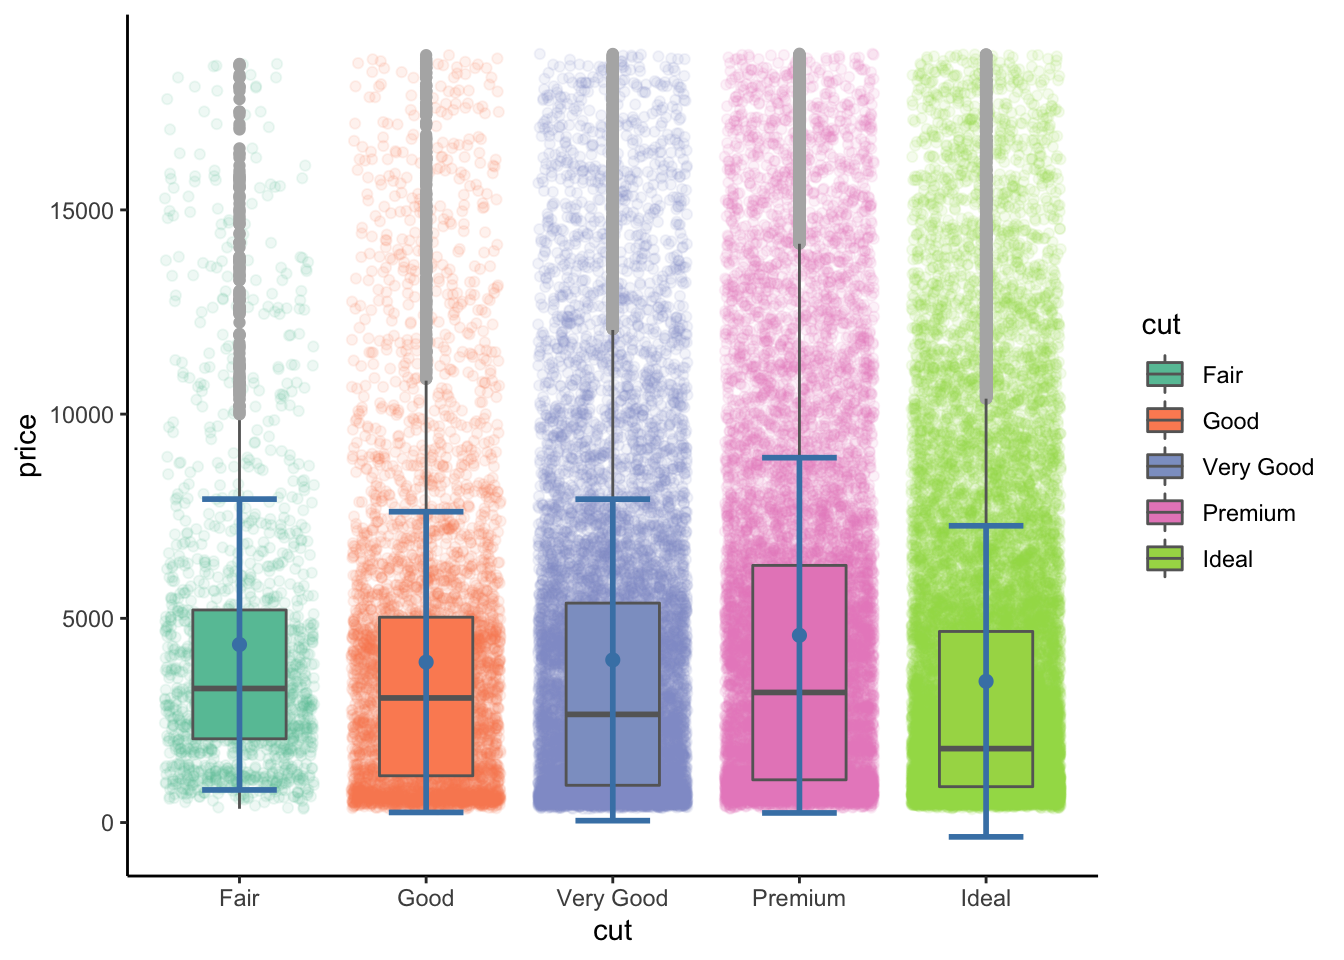 price
15000
10000
5000
0
Fair
Good
Very Good
Premium
Ideal
cut
cut
Fair
Good
Very Good
Premium
Ideal